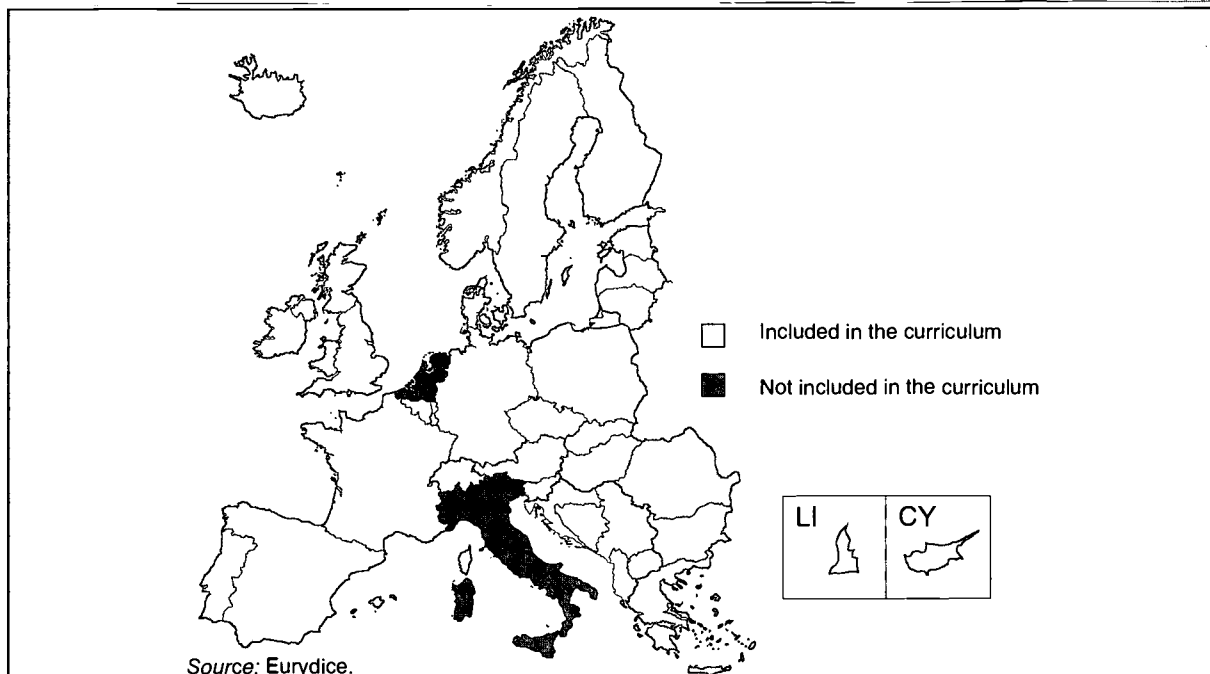 Included in the curriculum
Not included in the curriculum
LI CY
Source: Eurydice.